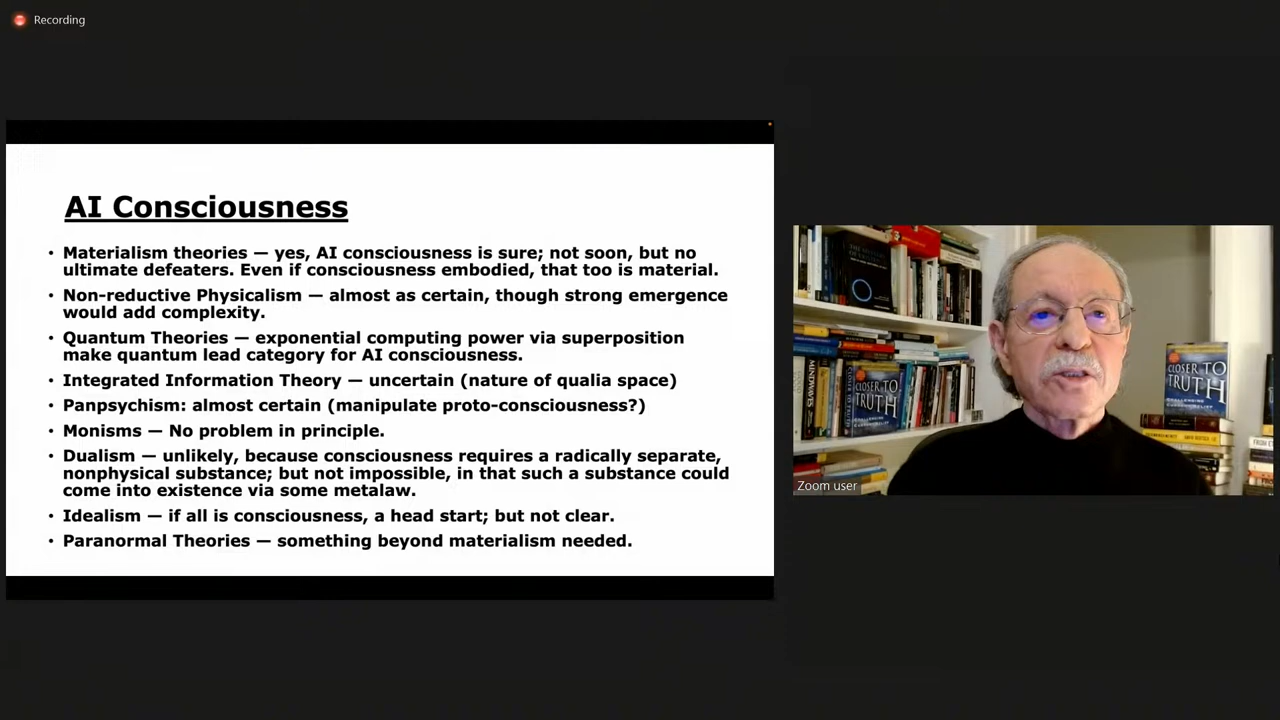 Recording
AI Consciousness
• Materialism theories — yes, AI consciousness is sure; not soon, but no
ultimate defeaters. Even if consciousness embodied, that too is material.
• Non-reductive Physicalism — almost as certain, though strong emergence
would add complexity.
• Quantum Theories — exponential computing power via superposition
make quantum lead category for AI consciousness.
• Integrated Information Theory — uncertain (nature of qualia space)
• Panpsychism: almost certain (manipulate proto-consciousness?)
• Monisms — No problem in principle.
• Dualism — unlikely, because consciousness requires a radically separate,
nonphysical substance; but not impossible, in that such a substance could
come into existence via some metalaw.
• Idealism — if all is consciousness, a head start; but not clear.
• Paranormal Theories — something beyond materialism needed.
MINDWAVES
CLOSER TO
TRUTH
CLOSER TO
TRUTH
Zoom user